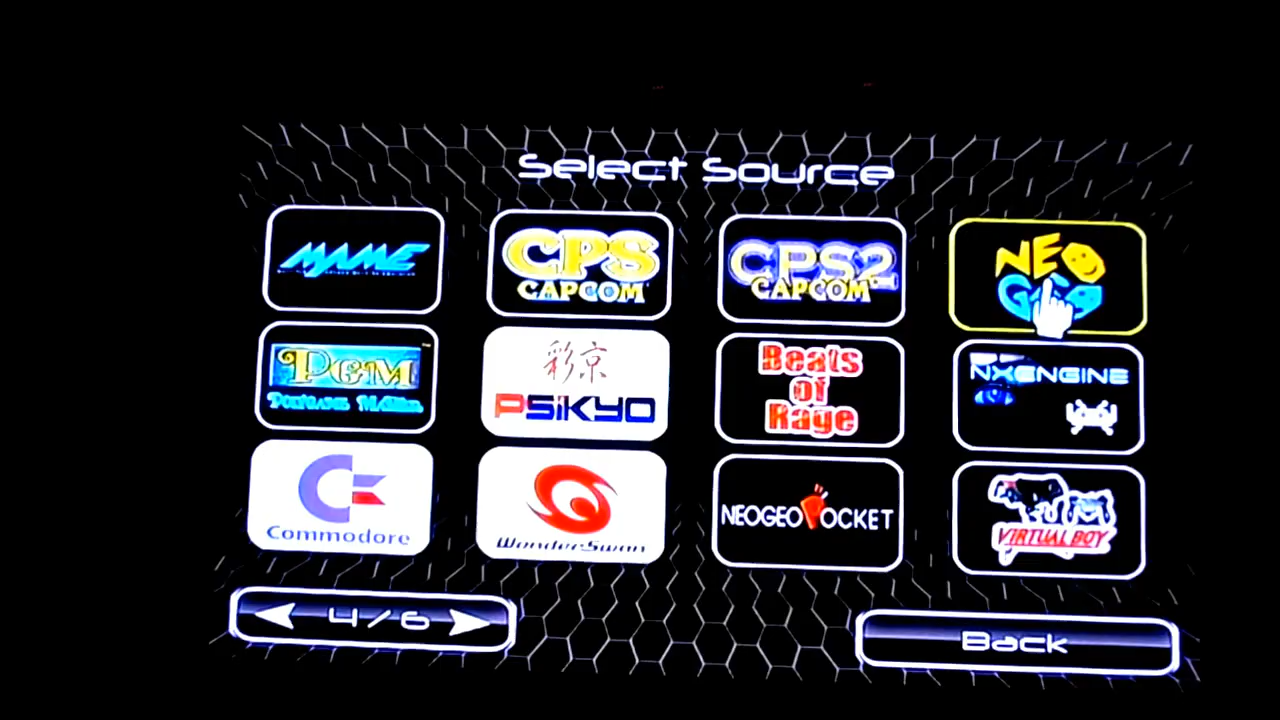 Select Source
MAME
CPS
CAPCOM
CPS2
CAPCOM
NEO
GEO
PGM
彩京
PSiKYO
Beats
of
Rage
NXENGINE
Commodore
WonderSwan
NEOGEO POCKET
VIRTUAL BOY
4/6
Back